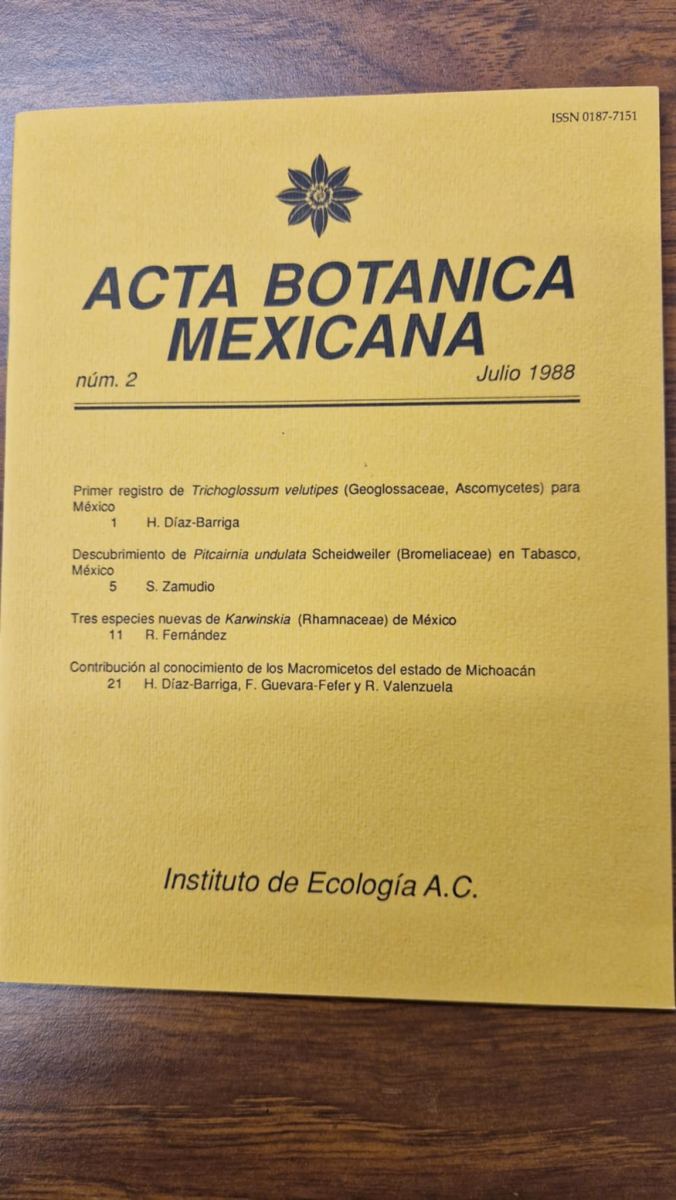 ISSN 0187-7151
ACTA BOTANICA
MEXICANA
núm. 2 Julio 1988
Primer registro de Trichoglossum velutipes (Geoglossaceae, Ascomycetes) para
México
1 H. Díaz-Barriga
Descubrimiento de Pitcairnia undulata Scheidweiler (Bromeliaceae) en Tabasco,
México
5 S. Zamudio
Tres especies nuevas de Karwinskia (Rhamnaceae) de México
11 R. Fernández
Contribución al conocimiento de los Macromicetos del estado de Michoacán
21 H. Díaz-Barriga, F. Guevara-Fefer y R. Valenzuela
Instituto de Ecología A.C.